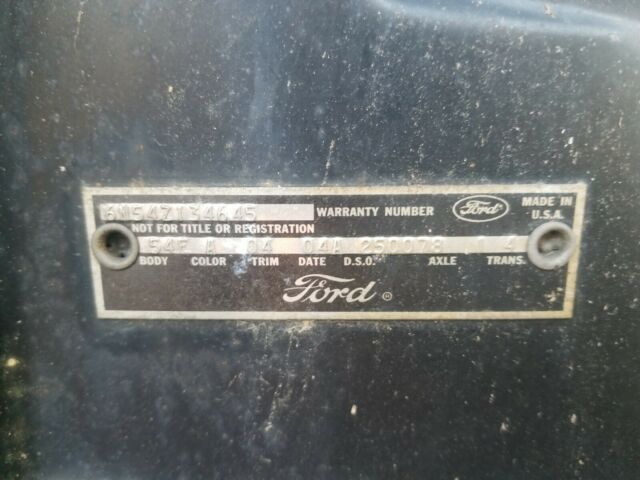 6N54Z134645 WARRANTY NUMBER Ford MADE IN U.S.A.
NOT FOR TITLE OR REGISTRATION
54F A 04 04A 250078 1 4
BODY COLOR TRIM DATE D.S.O. AXLE TRANS.
Ford ®